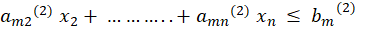 a_{m2}^{(2)} x_2 + … … … . . + a_{mn}^{(2)} x_n ≤ b_m^{(2)}